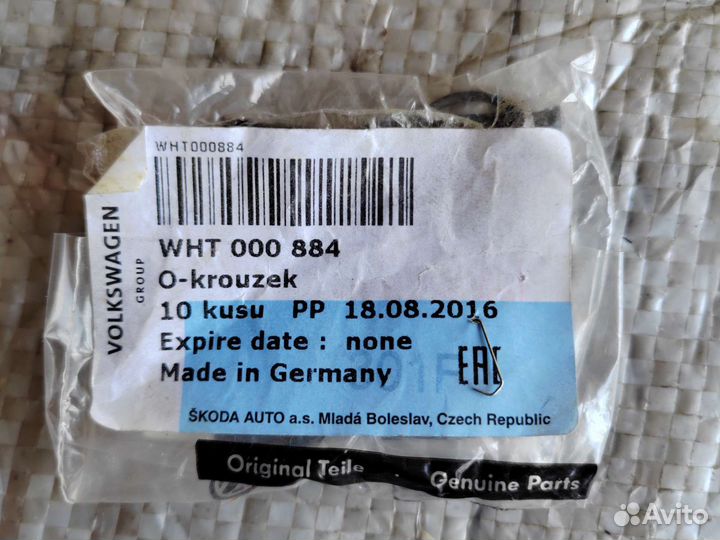 WHT000884
VOLKSWAGEN
GROUP
WHT 000 884
O-krouzek
10 kusu PP 18.08.2016
Expire date : none
Made in Germany
EAC
ŠKODA AUTO a.s. Mladá Boleslav, Czech Republic
Original Teile
Genuine Parts
Avito